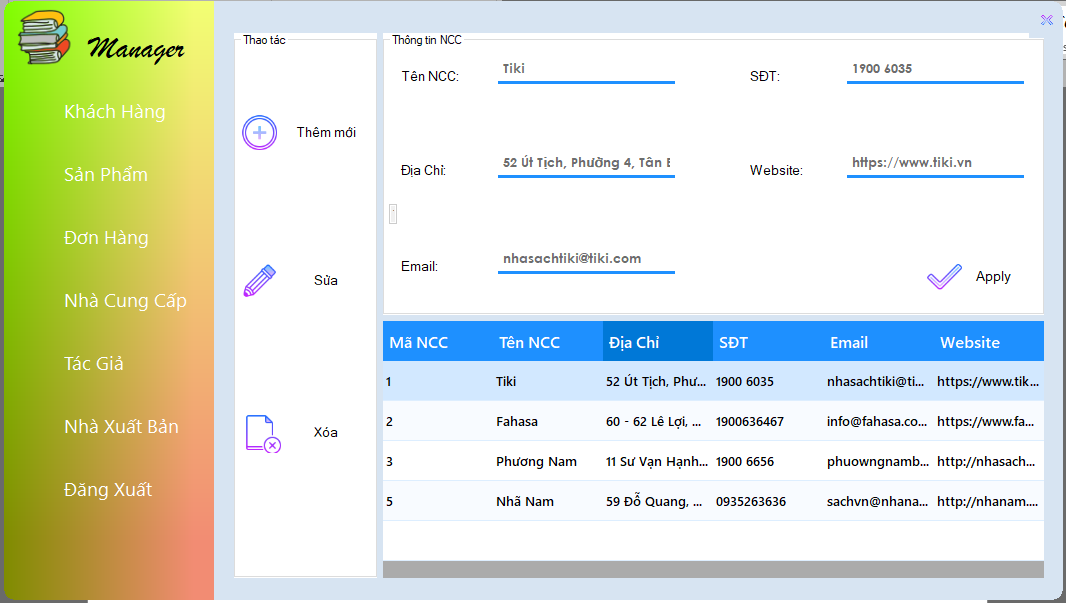 Manager
Khách Hàng
Sản Phẩm
Đơn Hàng
Nhà Cung Cấp
Tác Giả
Nhà Xuất Bản
Đăng Xuất
Thao tác
Thêm mới
Sửa
Xóa
Thông tin NCC
Tên NCC: Tiki SĐT: 1900 6035
Địa Chỉ: 52 Út Tịch, Phường 4, Tân Website: https://www.tiki.vn
Email: nhasachtiki@tiki.com
Apply
Mã NCC Tên NCC Địa Chỉ SĐT Email Website
1 Tiki 52 Út Tịch, Phư... 1900 6035 nhasachtiki@ti... https://www.tik...
2 Fahasa 60 - 62 Lê Lợi, ... 1900636467 info@fahasa.co... https://www.fa...
3 Phương Nam 11 Sư Vạn Hạnh... 1900 6656 phuowngnamb... http://nhasach...
5 Nhã Nam 59 Đỗ Quang, ... 0935263636 sachvn@nhana... http://nhanam....